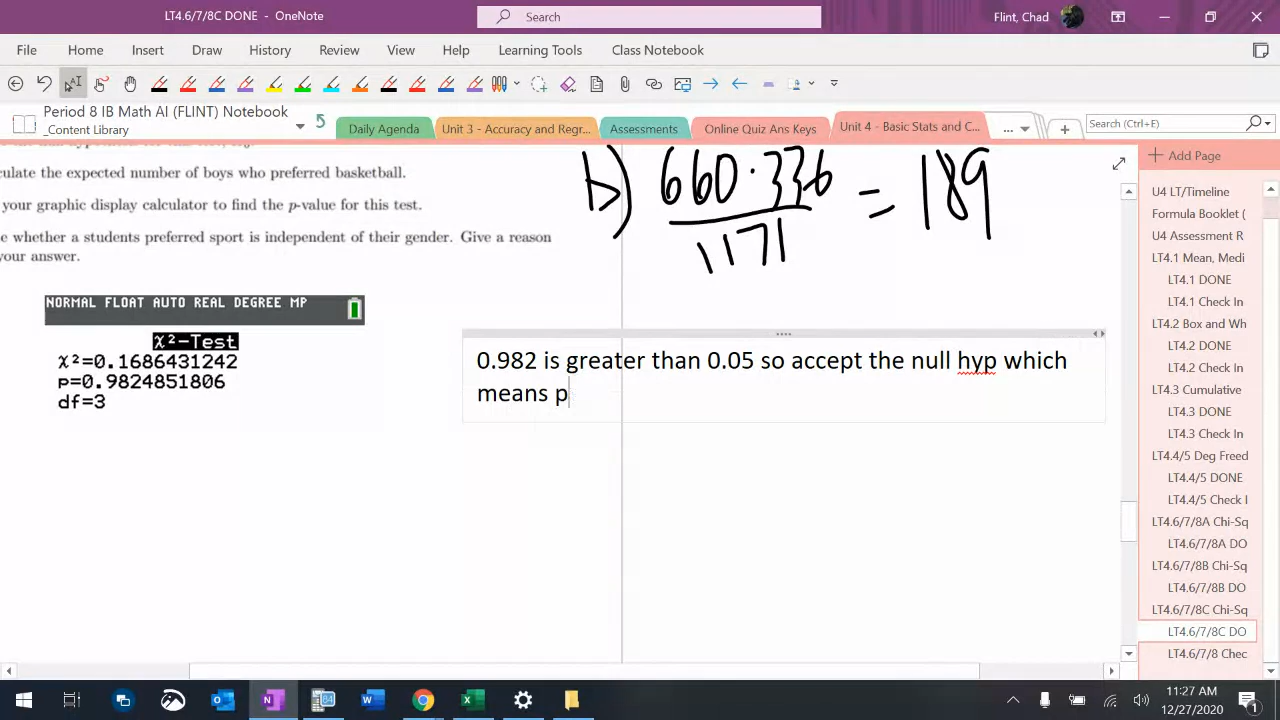 LT4.6/7/8C DONE - OneNote
Search
Flint, Chad
File Home Insert Draw History Review View Help Learning Tools Class Notebook
Period 8 IB Math AI (FLINT) Notebook
_Content Library
Daily Agenda
Unit 3 - Accuracy and Regr...
Assessments
Online Quiz Ans Keys
Unit 4 - Basic Stats and C...
...
Search (Ctrl+E)
culate the expected number of boys who preferred basketball.
your graphic display calculator to find the p-value for this test.
e whether a students preferred sport is independent of their gender. Give a reason
your answer.
b) 660·336 = 189
1171
NORMAL FLOAT AUTO REAL DEGREE MP
χ²-Test
χ²=0.1686431242
p=0.9824851806
df=3
0.982 is greater than 0.05 so accept the null hyp which
means p
Add Page
U4 LT/Timeline
Formula Booklet (
U4 Assessment R
LT4.1 Mean, Medi
LT4.1 DONE
LT4.1 Check In
LT4.2 Box and Wh
LT4.2 DONE
LT4.2 Check In
LT4.3 Cumulative
LT4.3 DONE
LT4.3 Check In
LT4.4/5 Deg Freed
LT4.4/5 DONE
LT4.4/5 Check I
LT4.6/7/8A Chi-Sq
LT4.6/7/8A DO
LT4.6/7/8B Chi-Sq
LT4.6/7/8B DO
LT4.6/7/8C Chi-Sq
LT4.6/7/8C DO
LT4.6/7/8 Chec
11:27 AM
12/27/2020